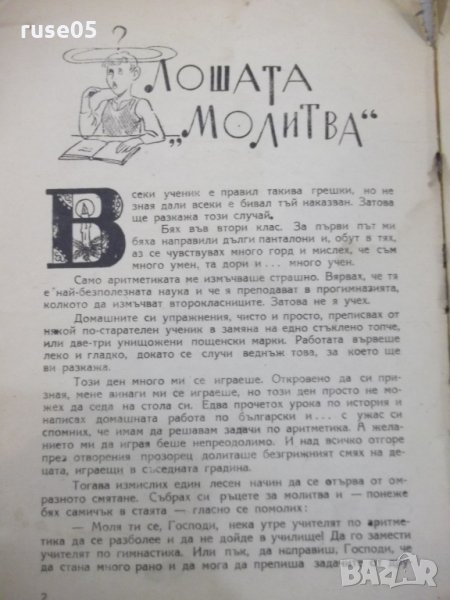 ruse05
?
ЛОШАТА
„МОЛИТВА“
Всеки ученик е правил такива грешки, но не
зная дали всеки е бивал тъй наказван. Затова
ще разкажа този случай.
Бях във втори клас. За първи път ми
бяха направили дълги панталони и, обут в тях,
аз се чувствувах много горд и мислех, че съм
много умен, та дори и... много учен.
Само аритметиката ме измъчваше страшно. Вярвах, че тя
е най-безполезната наука и че я преподават в прогимназията,
колкото да измъчват второкласниците. Затова не я учех.
Домашните си упражнения, чисто и просто, преписвах от
някой по-старателен ученик в замяна на едно стъклено топче,
или две-три унищожени пощенски марки. Работата вървеше
леко и гладко, докато се случи веднъж това, за което ще
ви разкажа.
Този ден много ми се играеше. Откровено да си приз-
зная, мене винаги ми се играеше, но този ден просто не мо-
жех да седа на стола си. Едва прочетох урока по история и
написах домашната работа по български и... с ужас си
спомних, че имам да решавам задачи по аритметика. А жела-
нието ми да играя беше непреодолимо. И над всичко отгоре
през отворения прозорец долиташе безгрижният смях на де-
цата, играещи в съседната градина.
Тогава измислих един лесен начин да се отърва от ом-
разното смятане. Събрах си ръцете за молитва и — понеже
бях самичък в стаята — гласно се помолих:
— Моля ти се, Господи, нека утре учителят по аритме-
тика да се разболее и да не дойде в училище! Да го замести
учителят по гимнастика. Или пък, да направиш, Господи, че
да стана много рано и да мога да препиша задачите
2
BAZAR